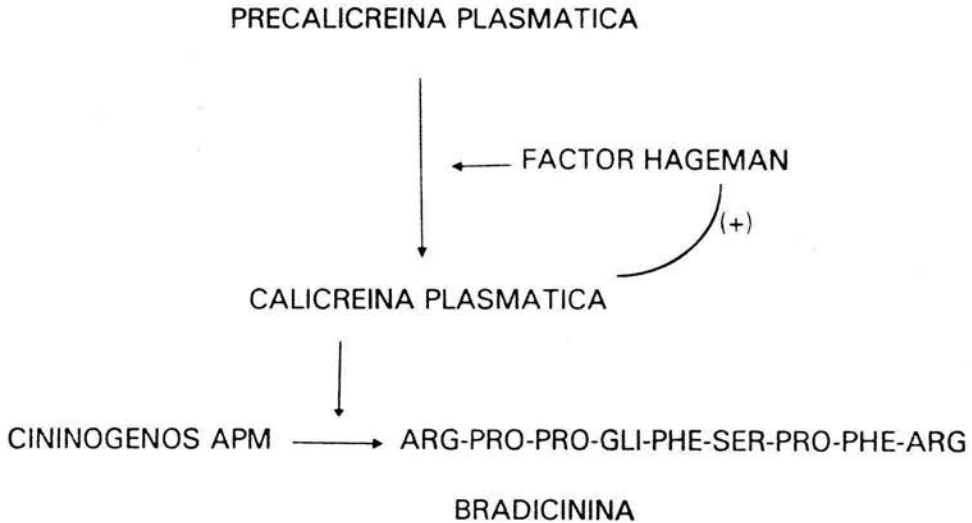 PRECALICREINA PLASMATICA
FACTOR HAGEMAN
(+)
CALICREINA PLASMATICA
CININOGENOS APM
ARG-PRO-PRO-GLI-PHE-SER-PRO-PHE-ARG
BRADICININA